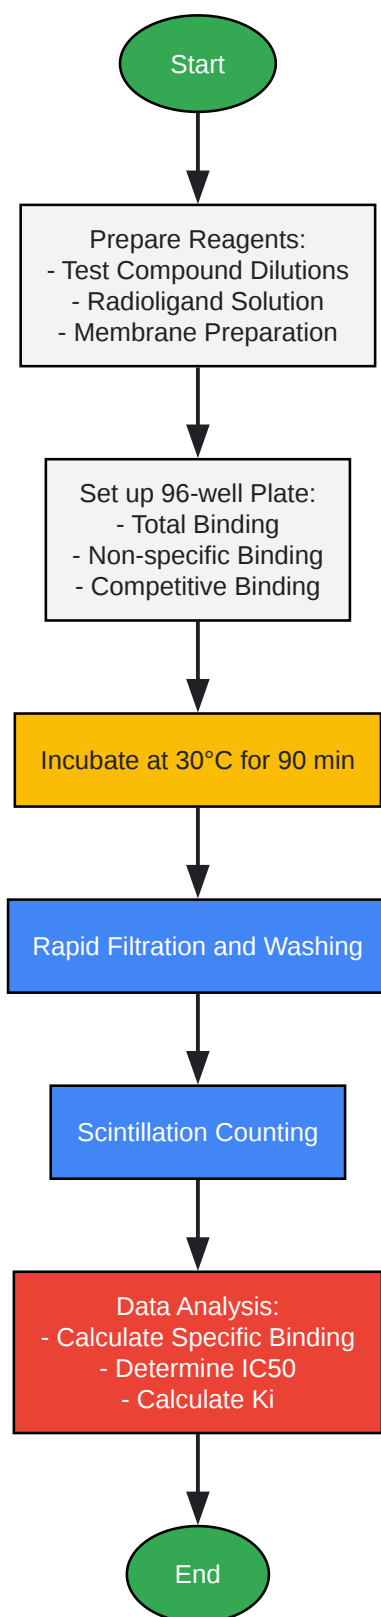 Start
Prepare Reagents:
- Test Compound Dilutions
- Radioligand Solution
- Membrane Preparation
Set up 96-well Plate:
- Total Binding
- Non-specific Binding
- Competitive Binding
Incubate at 30°C for 90 min
Rapid Filtration and Washing
Scintillation Counting
Data Analysis:
- Calculate Specific Binding
- Determine IC50
- Calculate Ki
End